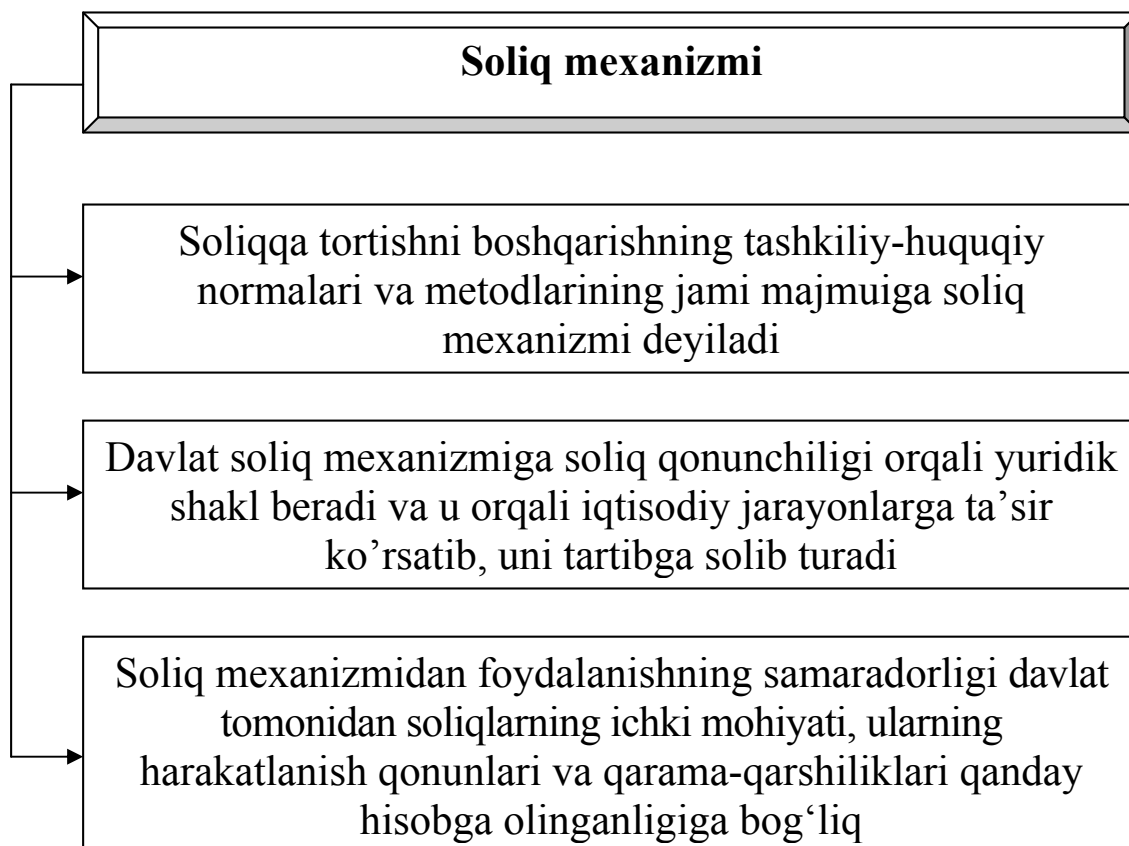 Soliq mexanizmi
Soliqqa tortishni boshqarishning tashkiliy-huquqiy
normalari va metodlarining jami majmuiga soliq
mexanizmi deyiladi
Davlat soliq mexanizmiga soliq qonunchiligi orqali yuridik
shakl beradi va u orqali iqtisodiy jarayonlarga ta’sir
ko’rsatib, uni tartibga solib turadi
Soliq mexanizmidan foydalanishning samaradorligi davlat
tomonidan soliqlarning ichki mohiyati, ularning
harakatlanish qonunlari va qarama-qarshiliklari qanday
hisobga olinganligiga bog‘liq